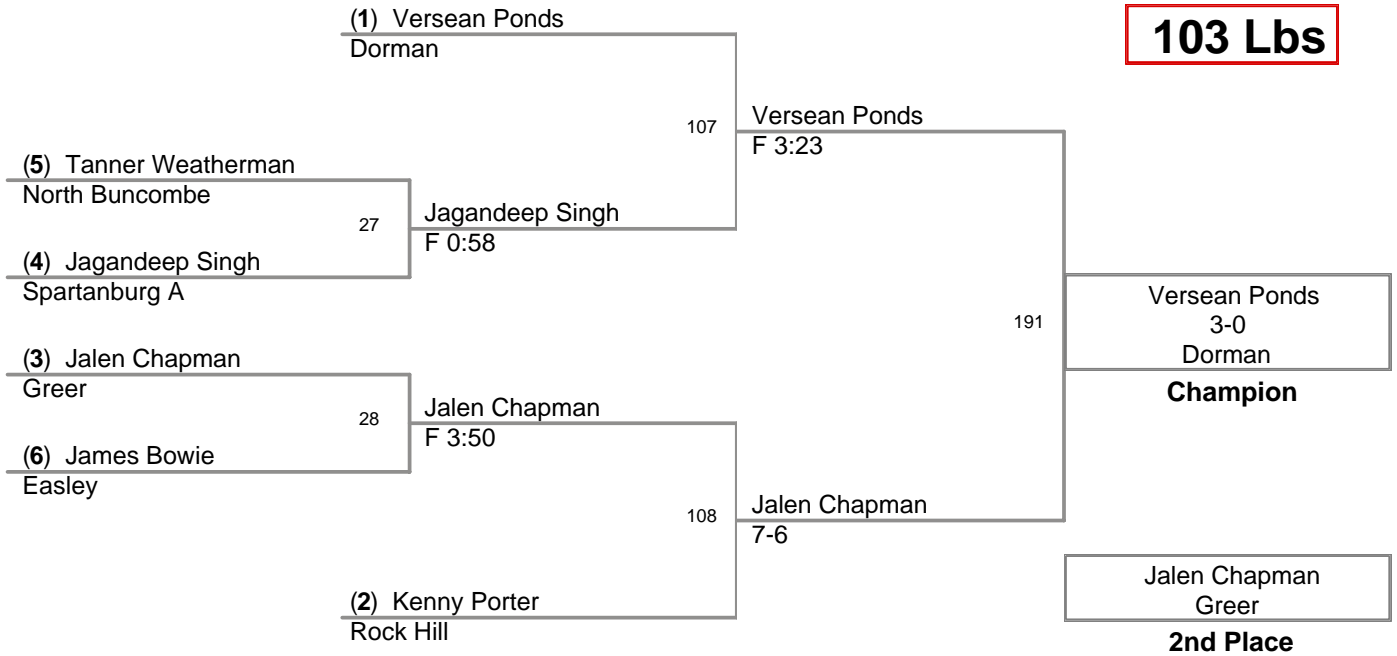 (1) Versean Ponds
Dorman
103 Lbs
107
Versean Ponds
F 3:23
(5) Tanner Weatherman
North Buncombe
27
Jagandeep Singh
F 0:58
(4) Jagandeep Singh
Spartanburg A
191
Versean Ponds
3-0
Dorman
Champion
(3) Jalen Chapman
Greer
28
Jalen Chapman
F 3:50
(6) James Bowie
Easley
108
Jalen Chapman
7-6
(2) Kenny Porter
Rock Hill
Jalen Chapman
Greer
2nd Place